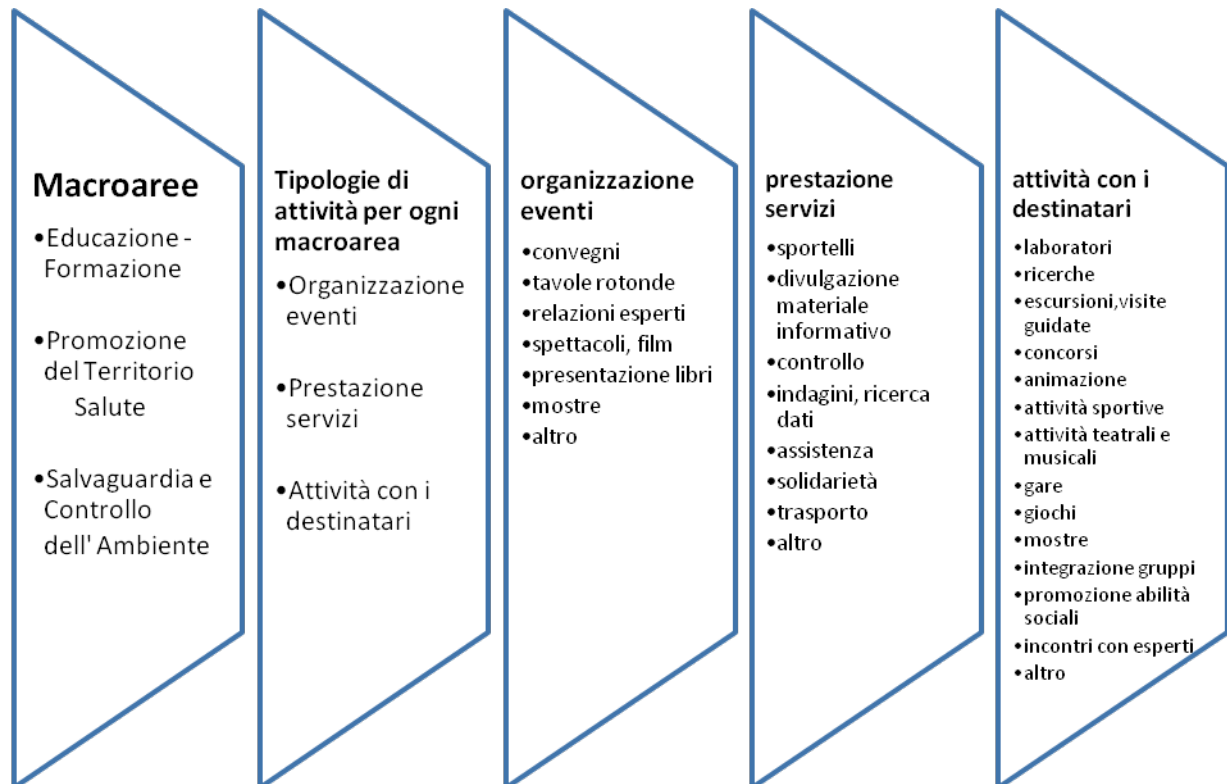 Macroaree
•Educazione -
Formazione
•Promozione
del Territorio
Salute
•Salvaguardia e
Controllo
dell' Ambiente
Tipologie di
attività per ogni
macroarea
•Organizzazione
eventi
•Prestazione
servizi
•Attività con i
destinatari
organizzazione
eventi
•convegni
•tavole rotonde
•relazioni esperti
•spettacoli, film
•presentazione libri
•mostre
•altro
prestazione
servizi
•sportelli
•divulgazione
materiale
informativo
•controllo
•indagini, ricerca
dati
•assistenza
•solidarietà
•trasporto
•altro
attività con i
destinatari
•laboratori
•ricerche
•escursioni,visite
guidate
•concorsi
•animazione
•attività sportive
•attività teatrali e
musicali
•gare
•giochi
•mostre
•integrazione gruppi
•promozione abilità
sociali
•incontri con esperti
•altro